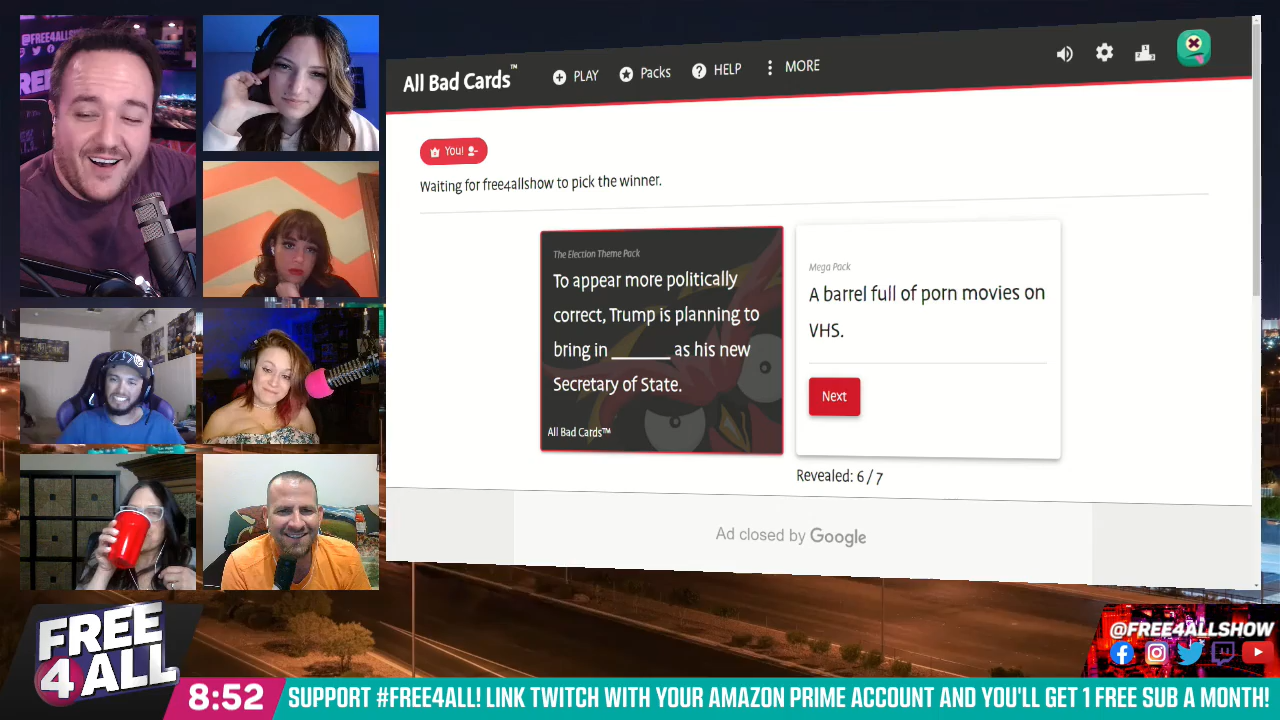 @FREE4ALLSHOW
All Bad Cards™
PLAY
Packs
HELP
MORE
You!
Waiting for free4allshow to pick the winner.
The Election Theme Pack
To appear more politically
correct, Trump is planning to
bring in _______ as his new
Secretary of State.
All Bad Cards™
Mega Pack
A barrel full of porn movies on
VHS.
Next
Revealed: 6 / 7
Ad closed by Google
FREE
4 ALL
@FREE4ALLSHOW
8:52
SUPPORT #FREE4ALL! LINK TWITCH WITH YOUR AMAZON PRIME ACCOUNT AND YOU'LL GET 1 FREE SUB A MONTH!